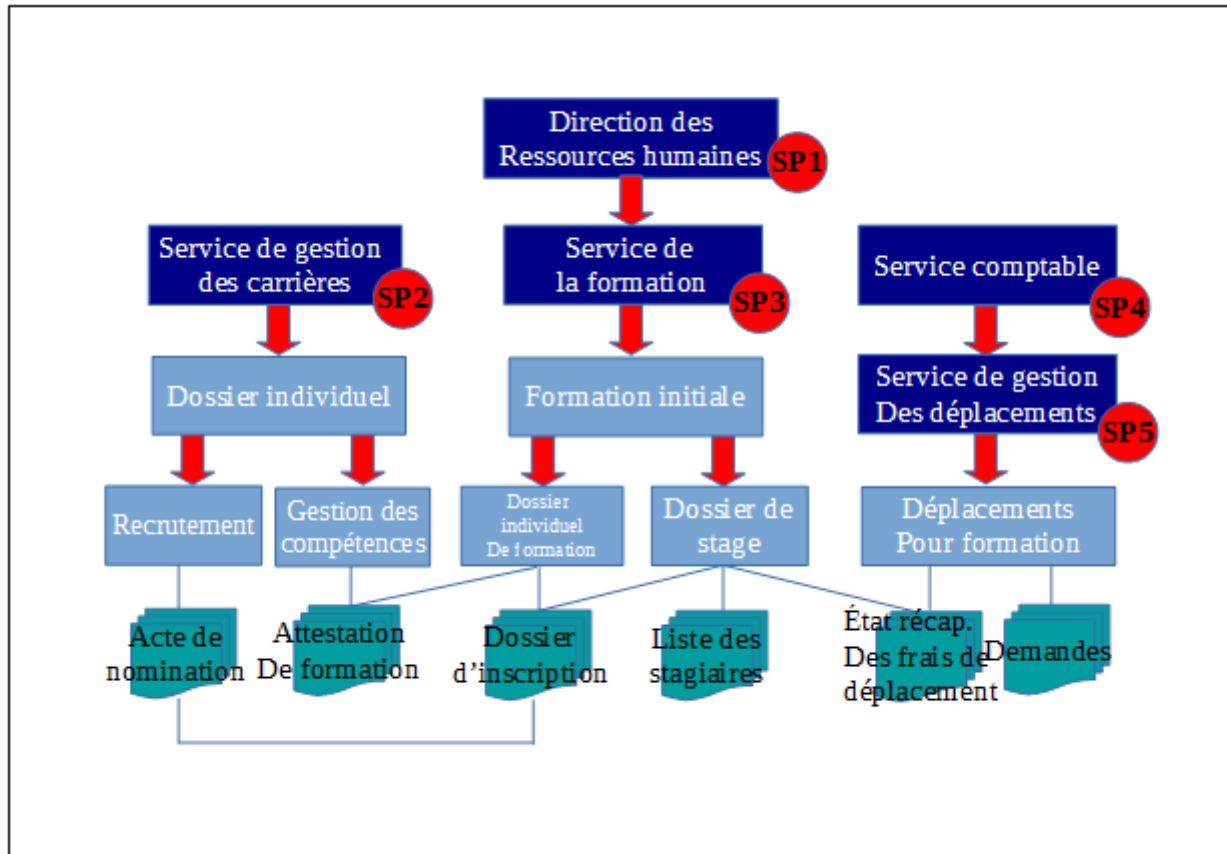 Direction des
Ressources humaines
SP1
Service de gestion
des carrières
SP2
Service de
la formation
SP3
Service comptable
SP4
Dossier individuel
Formation initiale
Service de gestion
Des déplacements
SP5
Recrutement
Gestion des
compétences
Dossier
individuel
De formation
Dossier de
stage
Déplacements
Pour formation
Acte de
nomination
Attestation
De formation
Dossier
d’inscription
Liste des
stagiaires
État récap.
Des frais de
déplacement
Demandes